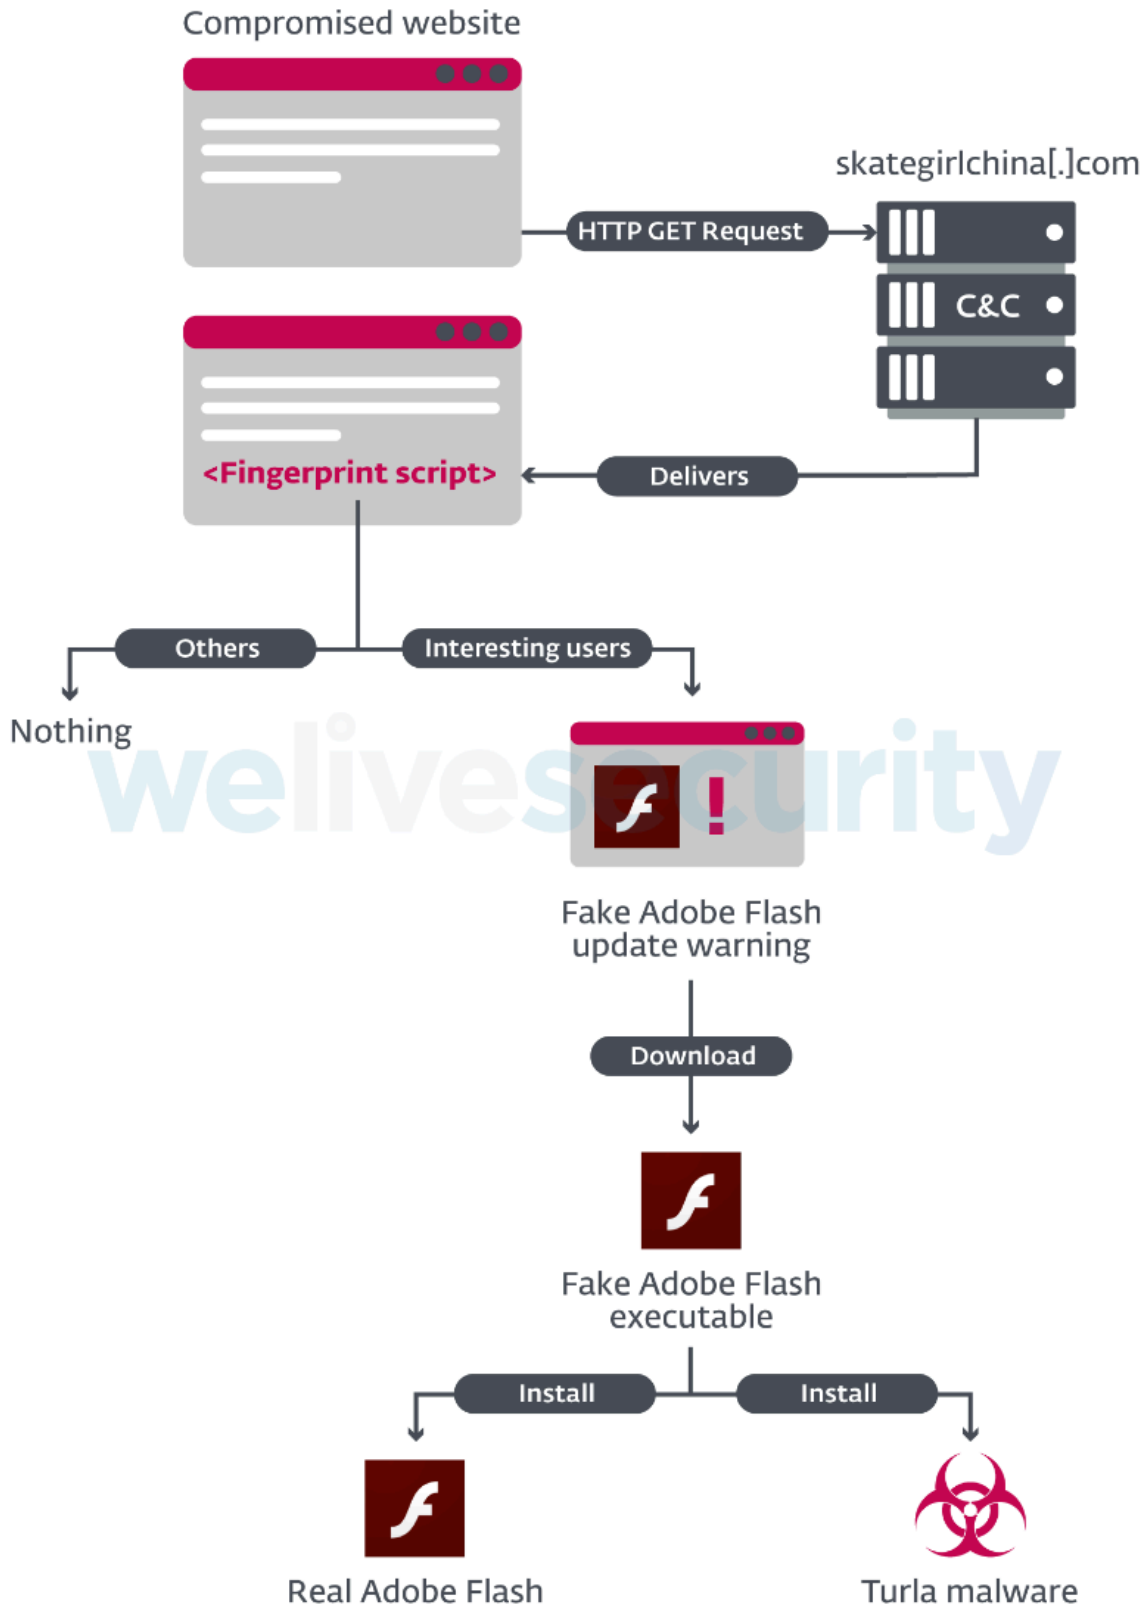 Compromised website
skategirlchina[.]com
HTTP GET Request
C&C
<Fingerprint script>
Delivers
Others
Interesting users
Nothing
welivesecurity
Fake Adobe Flash
update warning
Download
Fake Adobe Flash
executable
Install
Install
Real Adobe Flash
Turla malware